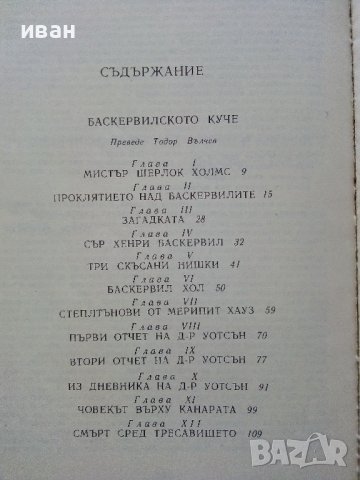 иван
СЪДЪРЖАНИЕ
БАСКЕРВИЛСКОТО КУЧЕ
Преведе Тодор Вълчев
Глава I
МИСТЪР ШЕРЛОК ХОЛМС 9
Глава II
ПРОКЛЯТИЕТО НАД БАСКЕРВИЛИТЕ 15
Глава III
ЗАГАДКАТА 28
Глава IV
СЪР ХЕНРИ БАСКЕРВИЛ 32
Глава V
ТРИ СКЪСАНИ НИШКИ 41
Глава VI
БАСКЕРВИЛ ХОЛ 50
Глава VII
СТЕПЛТЪНОВИ ОТ МЕРИПИТ ХАУЗ 59
Глава VIII
ПЪРВИ ОТЧЕТ НА Д-Р УОТСЪН 70
Глава IX
ВТОРИ ОТЧЕТ НА Д-Р УОТСЪН 77
Глава X
ИЗ ДНЕВНИКА НА Д-Р УОТСЪН 91
Глава XI
ЧОВЕКЪТ ВЪРХУ КАНАРАТА 99
Глава XII
СМЪРТ СРЕД ТРЕСАВИЩЕТО 109
BAZAR